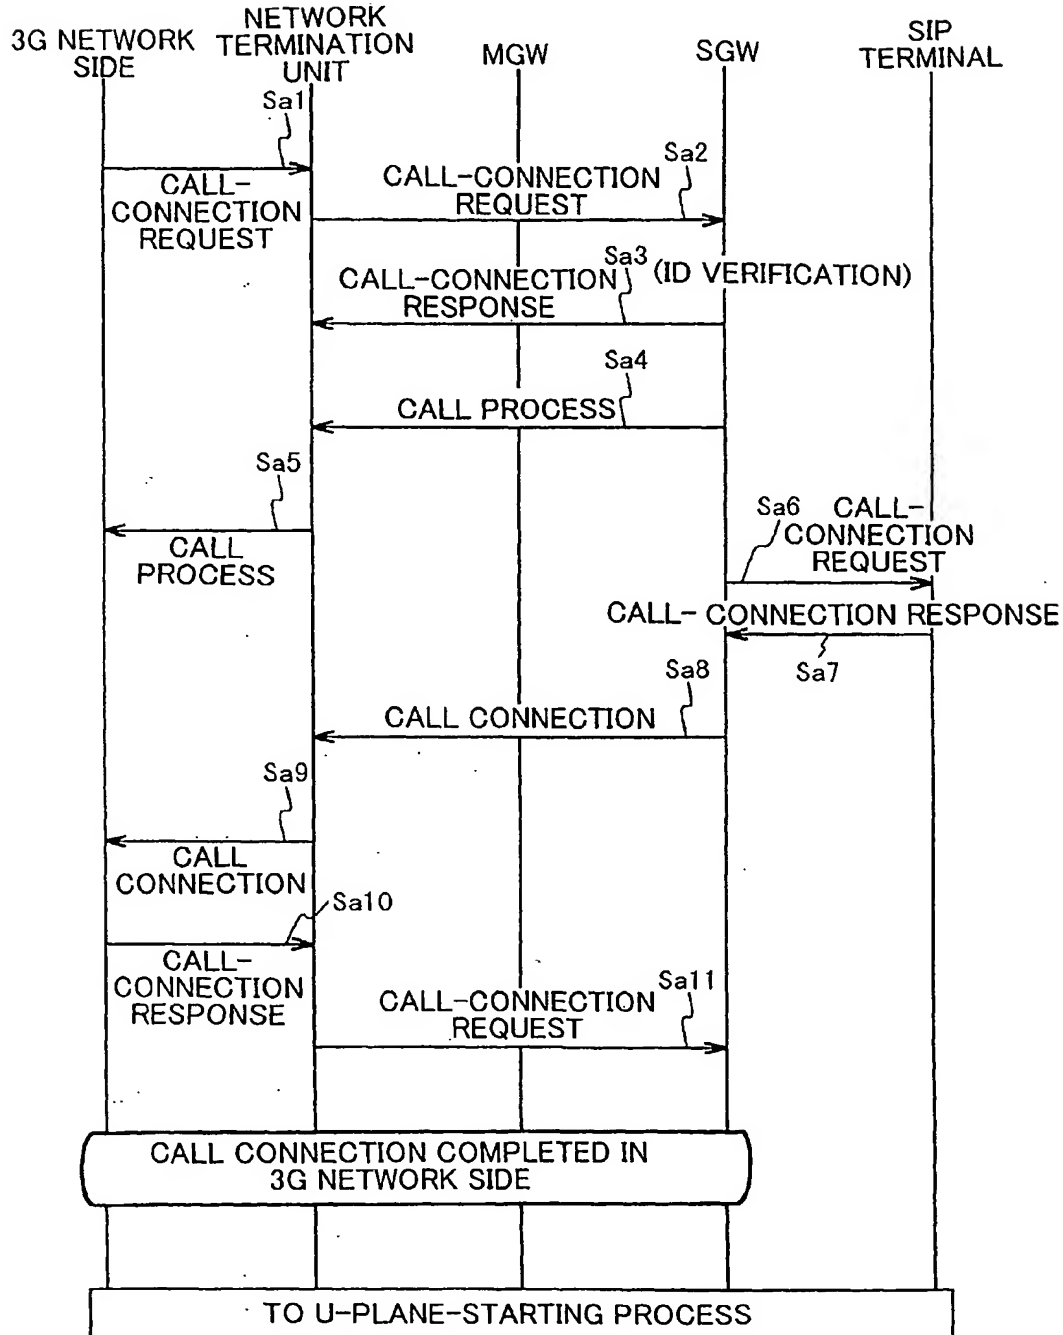 3G NETWORK
SIDE
NETWORK
TERMINATION
UNIT
MGW
SGW
SIP
TERMINAL
Sa1
CALL-
CONNECTION
REQUEST
Sa2
CALL-CONNECTION
REQUEST
Sa3 (ID VERIFICATION)
CALL-CONNECTION
RESPONSE
Sa4
CALL PROCESS
Sa5
CALL
PROCESS
Sa6
CALL-
CONNECTION
REQUEST
CALL- CONNECTION RESPONSE
Sa7
Sa8
CALL CONNECTION
Sa9
CALL
CONNECTION
Sa10
CALL-
CONNECTION
RESPONSE
Sa11
CALL-CONNECTION
REQUEST
CALL CONNECTION COMPLETED IN
3G NETWORK SIDE
TO U-PLANE-STARTING PROCESS